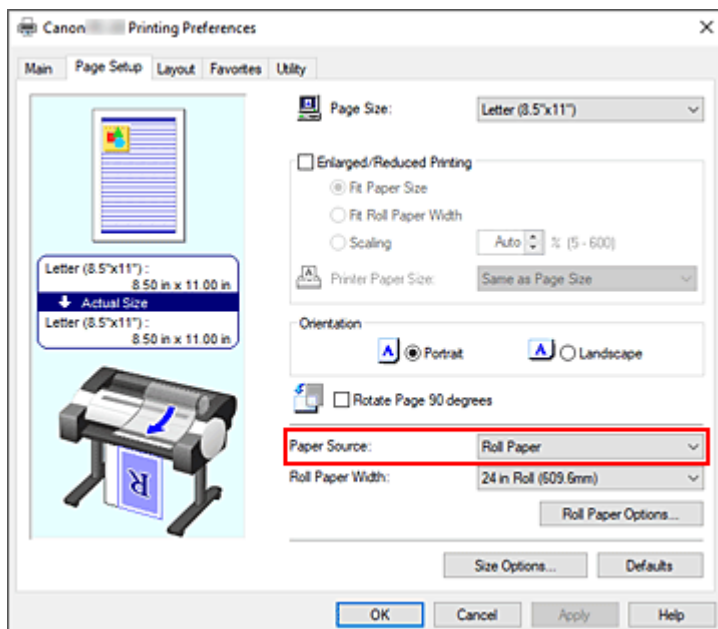 Canon Printing Preferences
Main Page Setup Layout Favorites Utility
Page Size: Letter (8.5"x11")
Enlarged/Reduced Printing
Fit Paper Size
Fit Roll Paper Width
Scaling Auto % (5 - 600)
Printer Paper Size: Same as Page Size
Letter (8.5"x11") :
8.50 in x 11.00 in
Actual Size
Letter (8.5"x11") :
8.50 in x 11.00 in
Orientation
A Portrait A Landscape
Rotate Page 90 degrees
Paper Source: Roll Paper
Roll Paper Width: 24 in Roll (609.6mm)
R
Roll Paper Options...
Size Options... Defaults
OK Cancel Apply Help